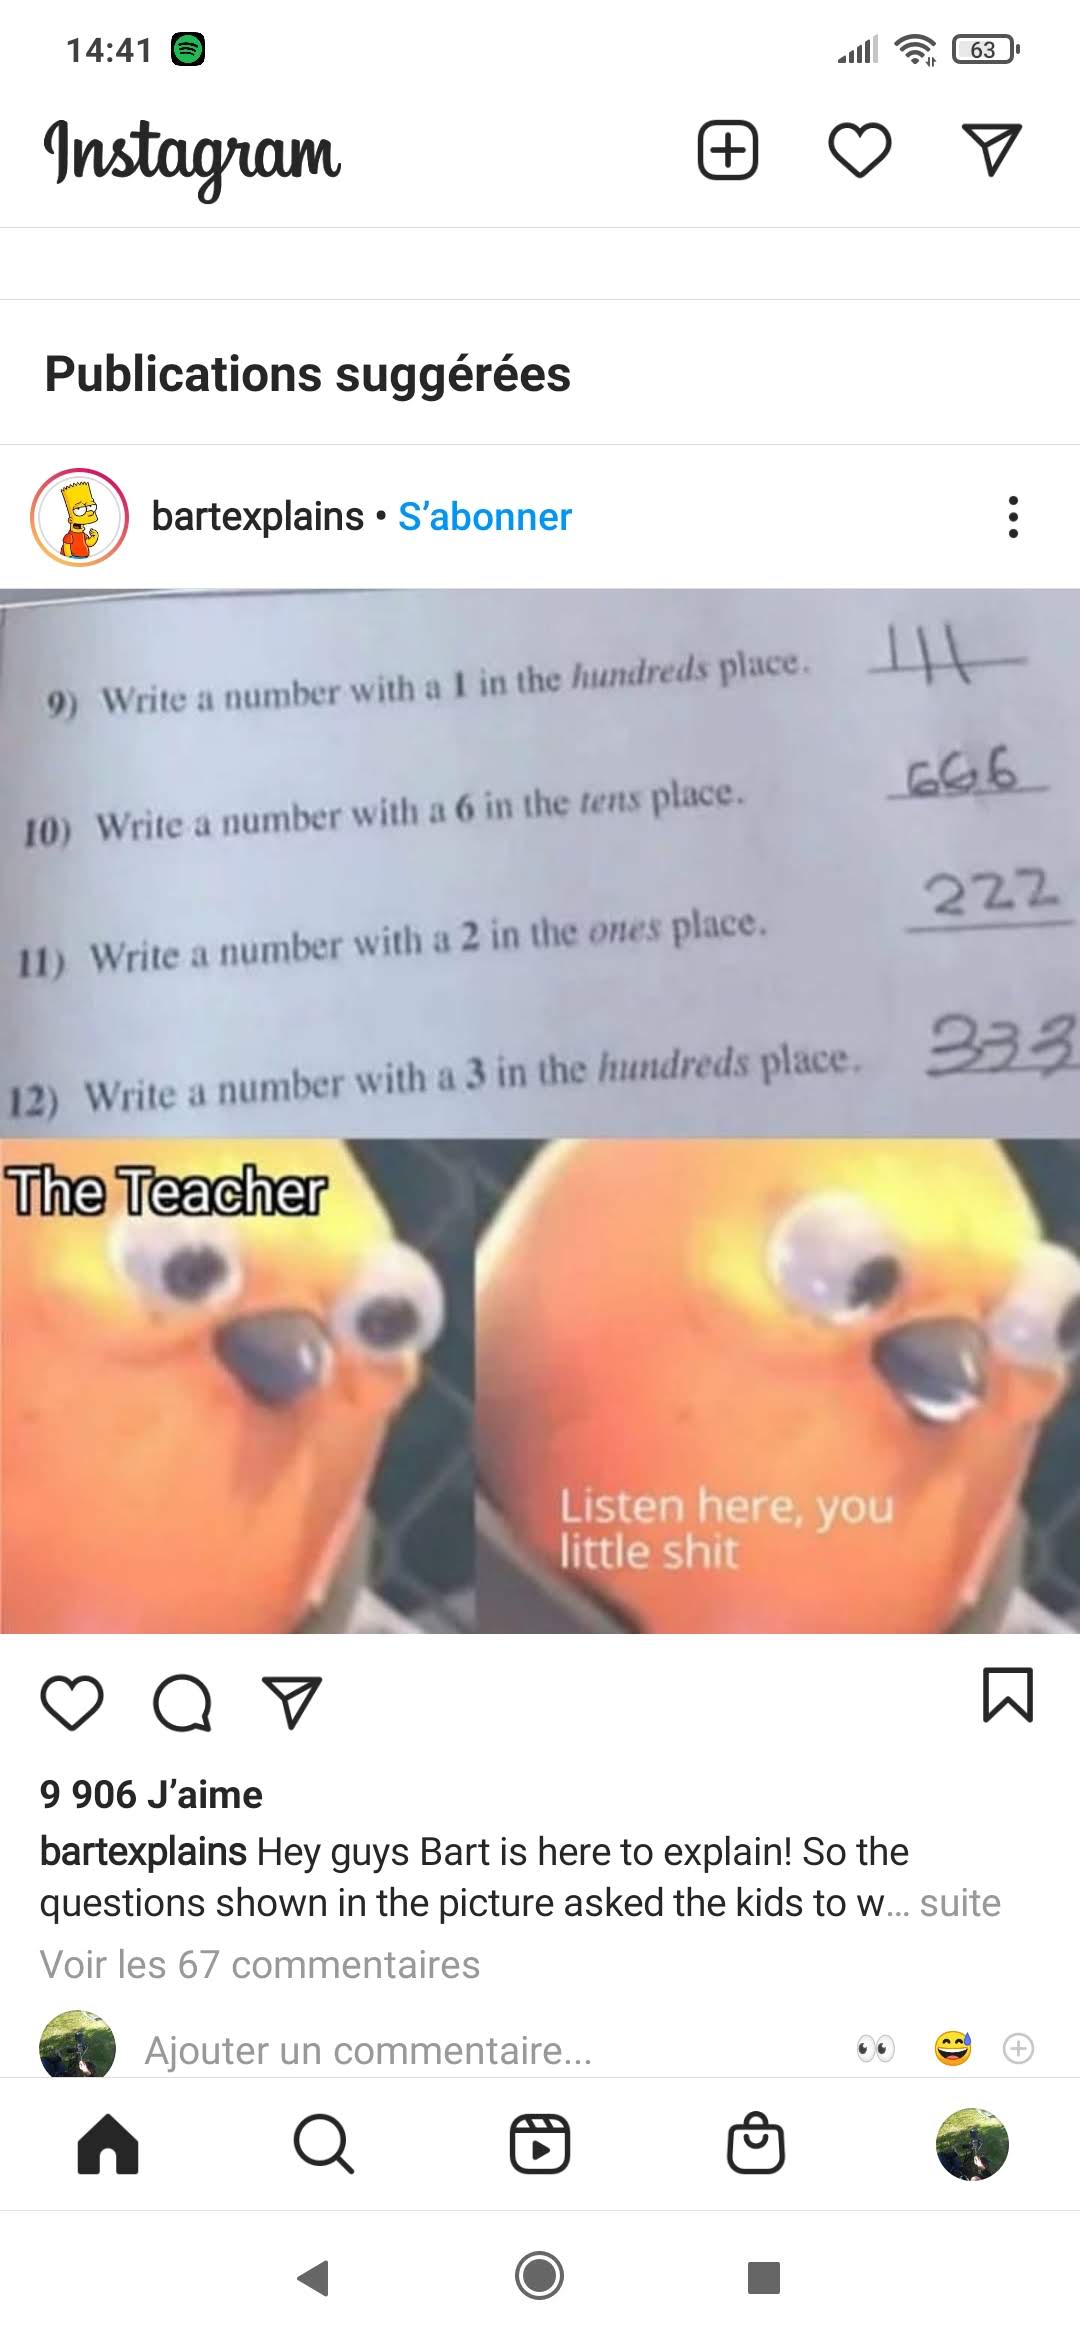 14:41
63
Instagram
Publications suggérées
bartexplains • S'abonner
9) Write a number with a 1 in the hundreds place. 111
10) Write a number with a 6 in the tens place. 666
11) Write a number with a 2 in the ones place. 222
12) Write a number with a 3 in the hundreds place. 333
The Teacher
Listen here, you
little shit
9 906 J'aime
bartexplains Hey guys Bart is here to explain! So the
questions shown in the picture asked the kids to w... suite
Voir les 67 commentaires
Ajouter un commentaire...